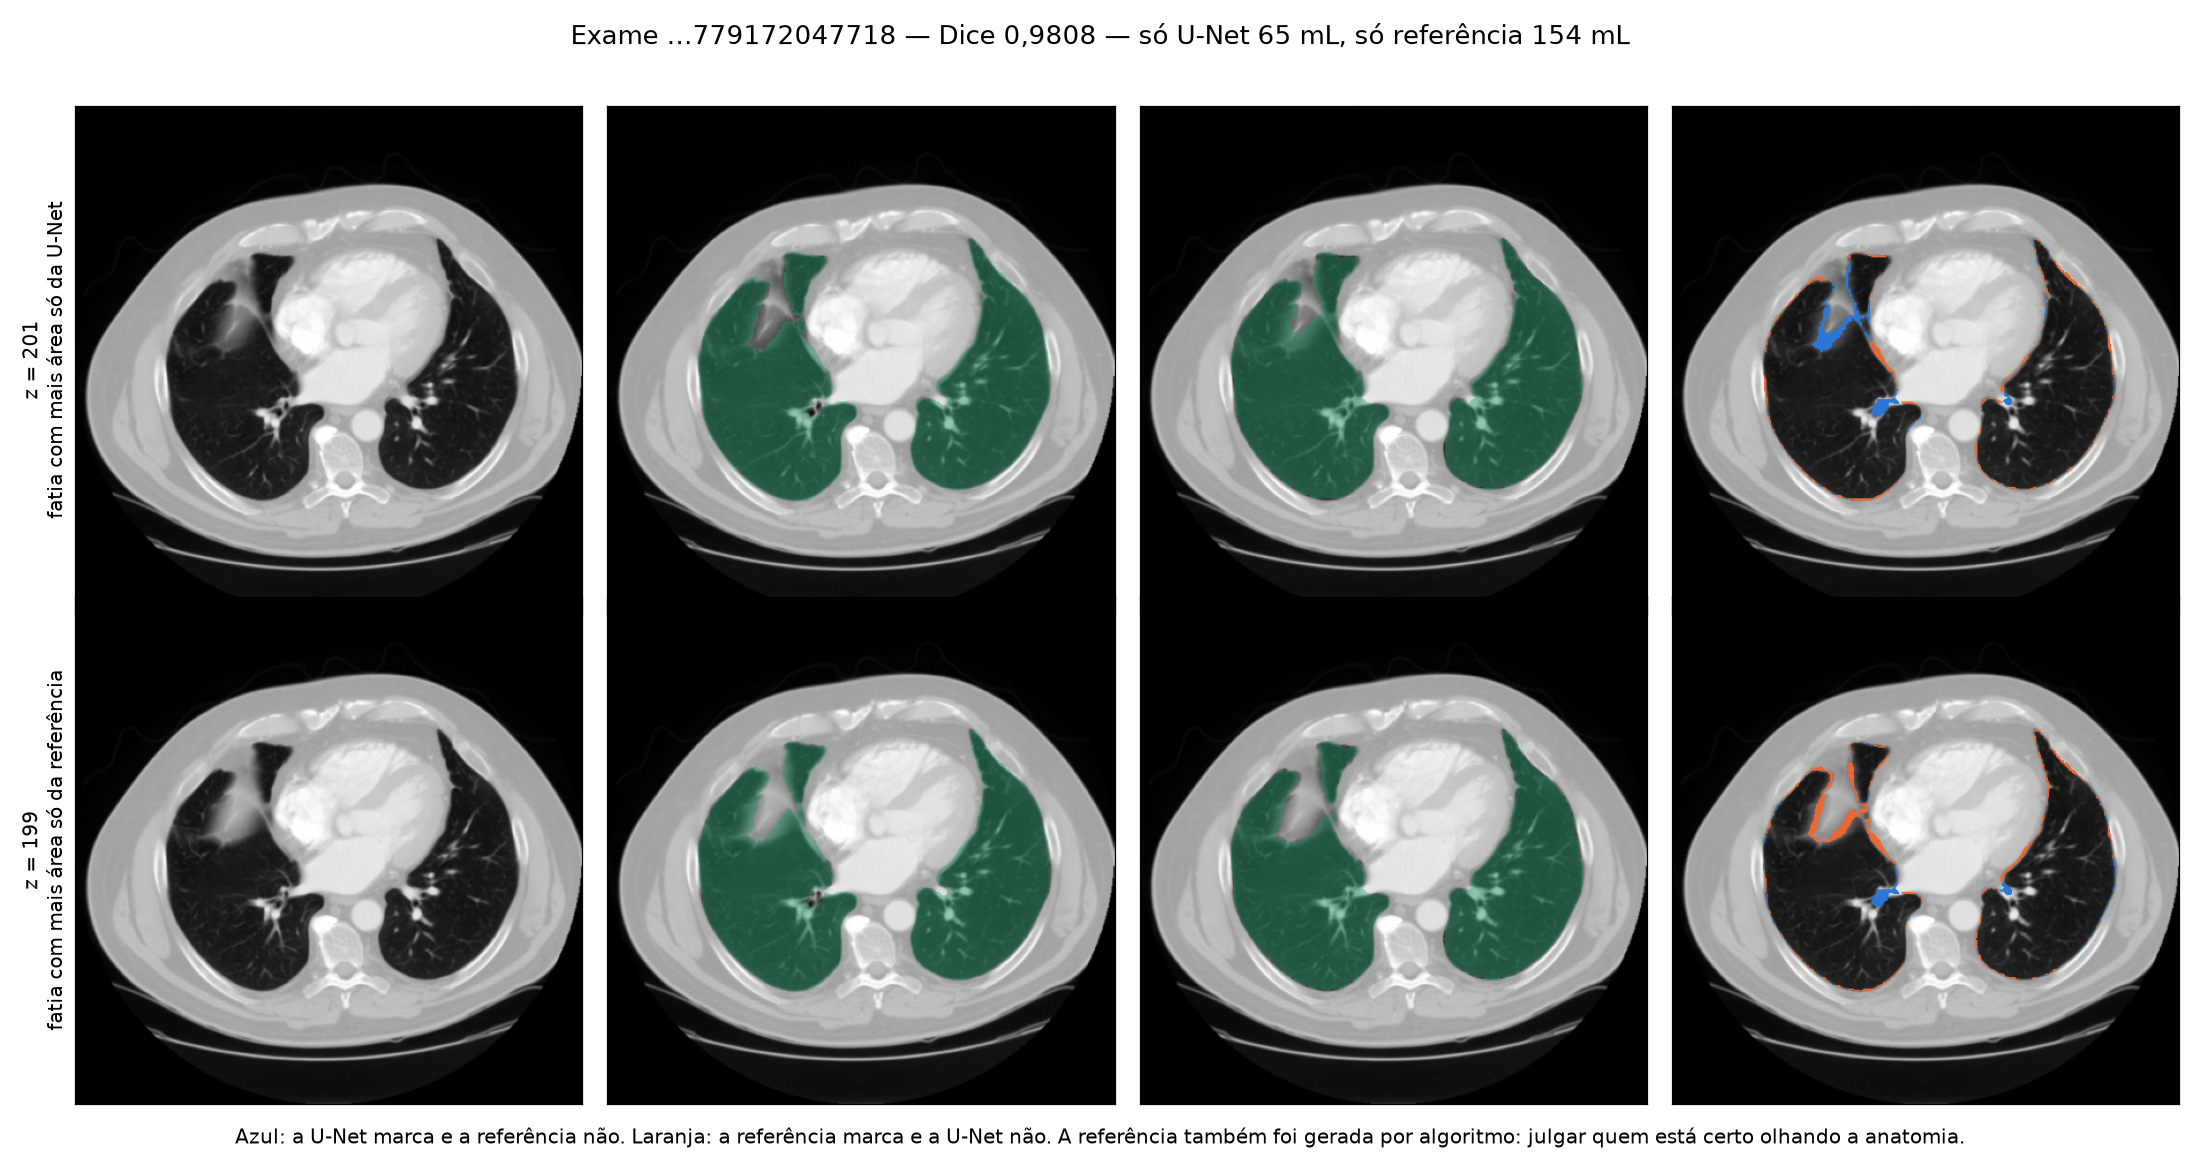 Exame ...779172047718 — Dice 0,9808 — só U-Net 65 mL, só referência 154 mL
z = 201
fatia com mais área só da U-Net
z = 199
fatia com mais área só da referência
Azul: a U-Net marca e a referência não. Laranja: a referência marca e a U-Net não. A referência também foi gerada por algoritmo: julgar quem está certo olhando a anatomia.